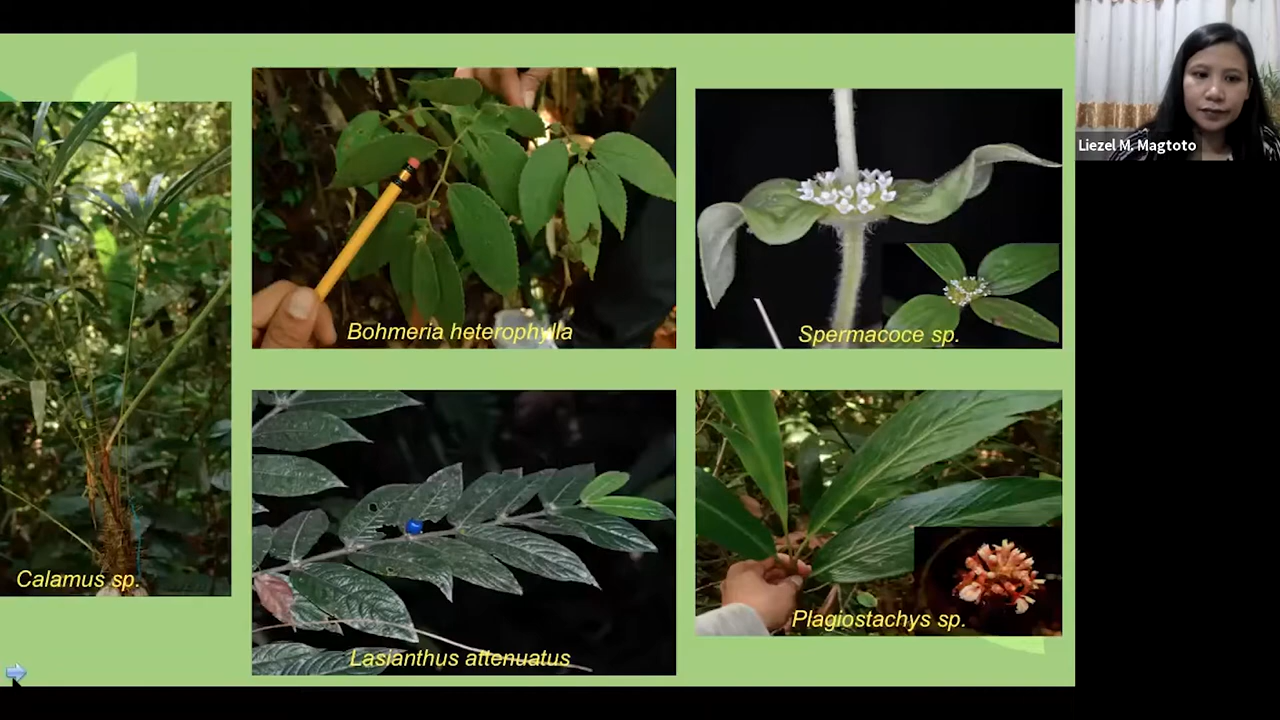 Calamus sp.
Bohmeria heterophylla
Spermacoce sp.
Lasianthus attenuatus
Plagiostachys sp.
Liezel M. Magtoto